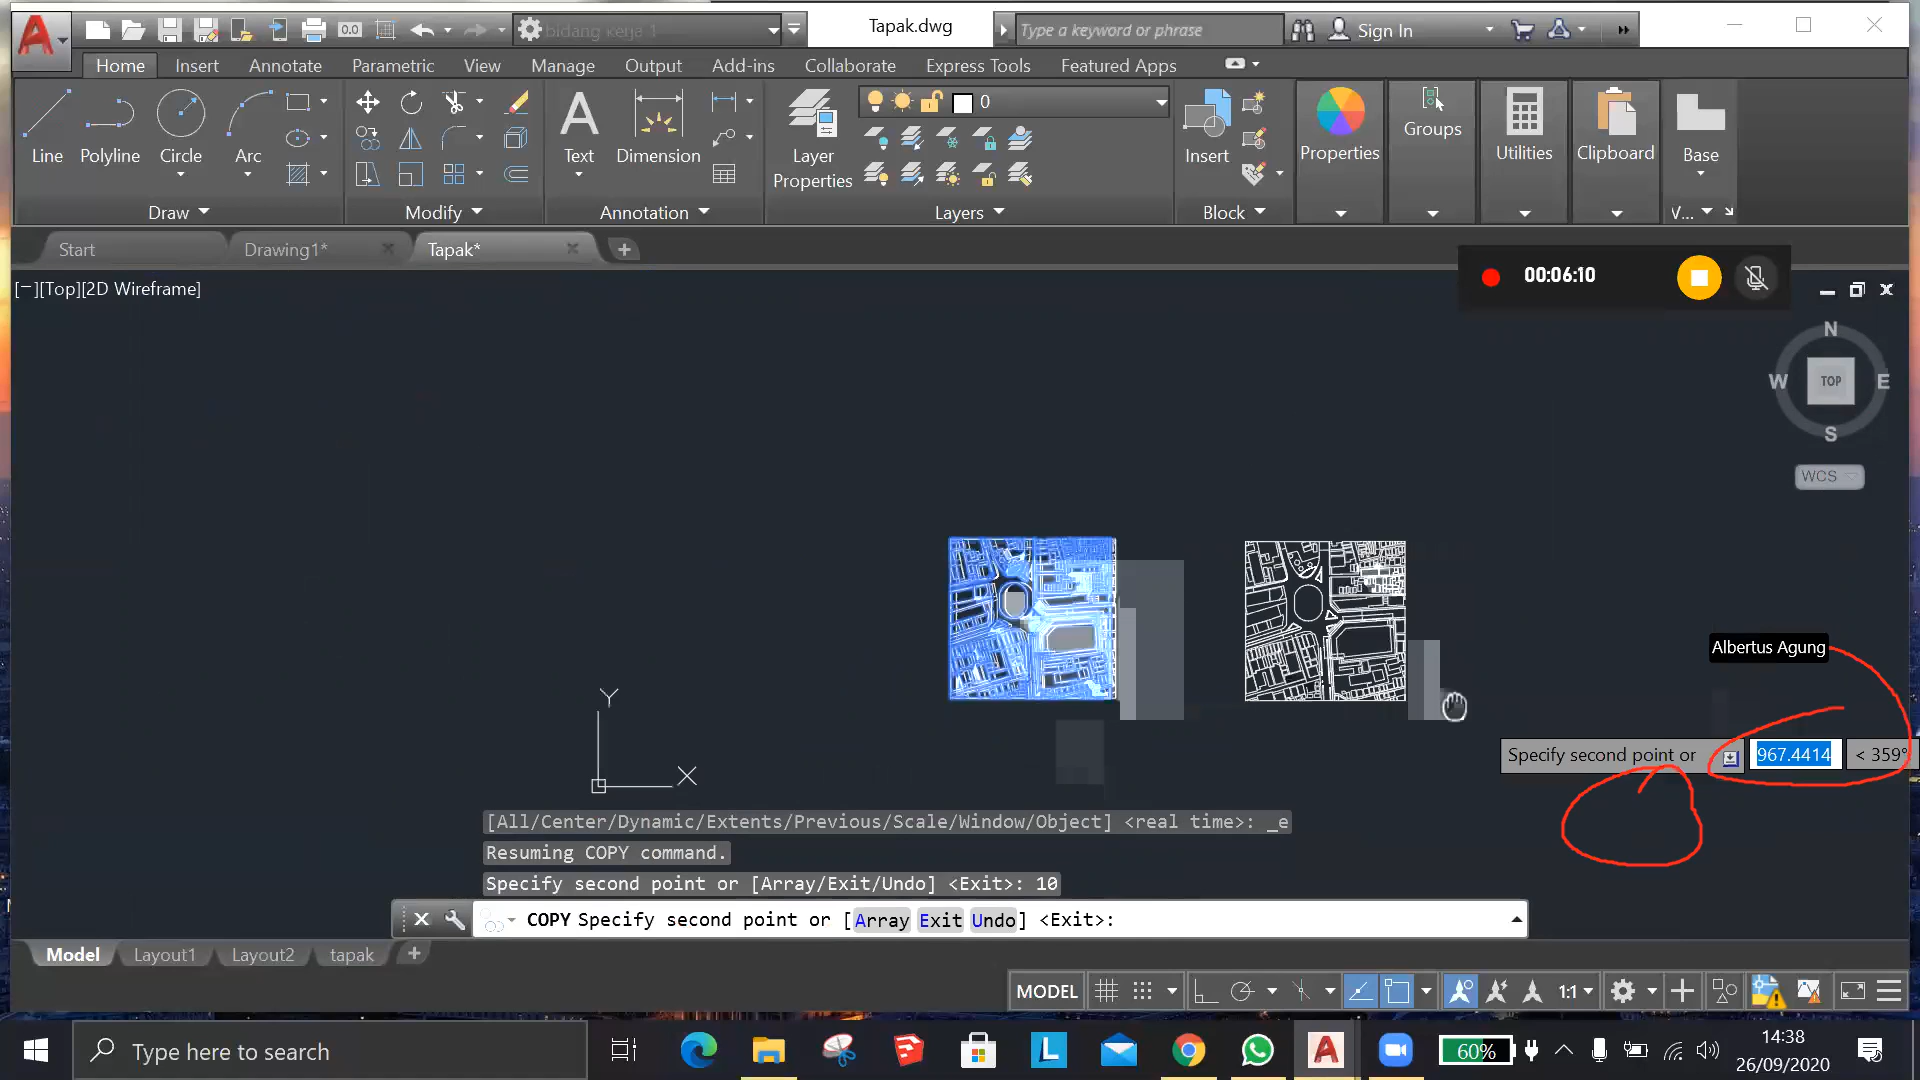 0.0
bidang kerja 1
Tapak.dwg
Type a keyword or phrase
Sign In
Home Insert Annotate Parametric View Manage Output Add-ins Collaborate Express Tools Featured Apps
0
Line Polyline Circle Arc
Text Dimension
Layer
Properties
Insert
Properties
Groups
Utilities
Clipboard
Base
Draw Modify Annotation Layers Block V...
Start Drawing1* Tapak*
00:06:10
[−][Top][2D Wireframe]
N
W TOP E
S
WCS
Albertus Agung
Y
X
Specify second point or 967.4414 < 359°
[All/Center/Dynamic/Extents/Previous/Scale/Window/Object] <real time>: _e
Resuming COPY command.
Specify second point or [Array/Exit/Undo] <Exit>: 10
COPY Specify second point or [Array Exit Undo] <Exit>:
Model Layout1 Layout2 tapak
MODEL 1:1
Type here to search
L
60%
14:38
26/09/2020